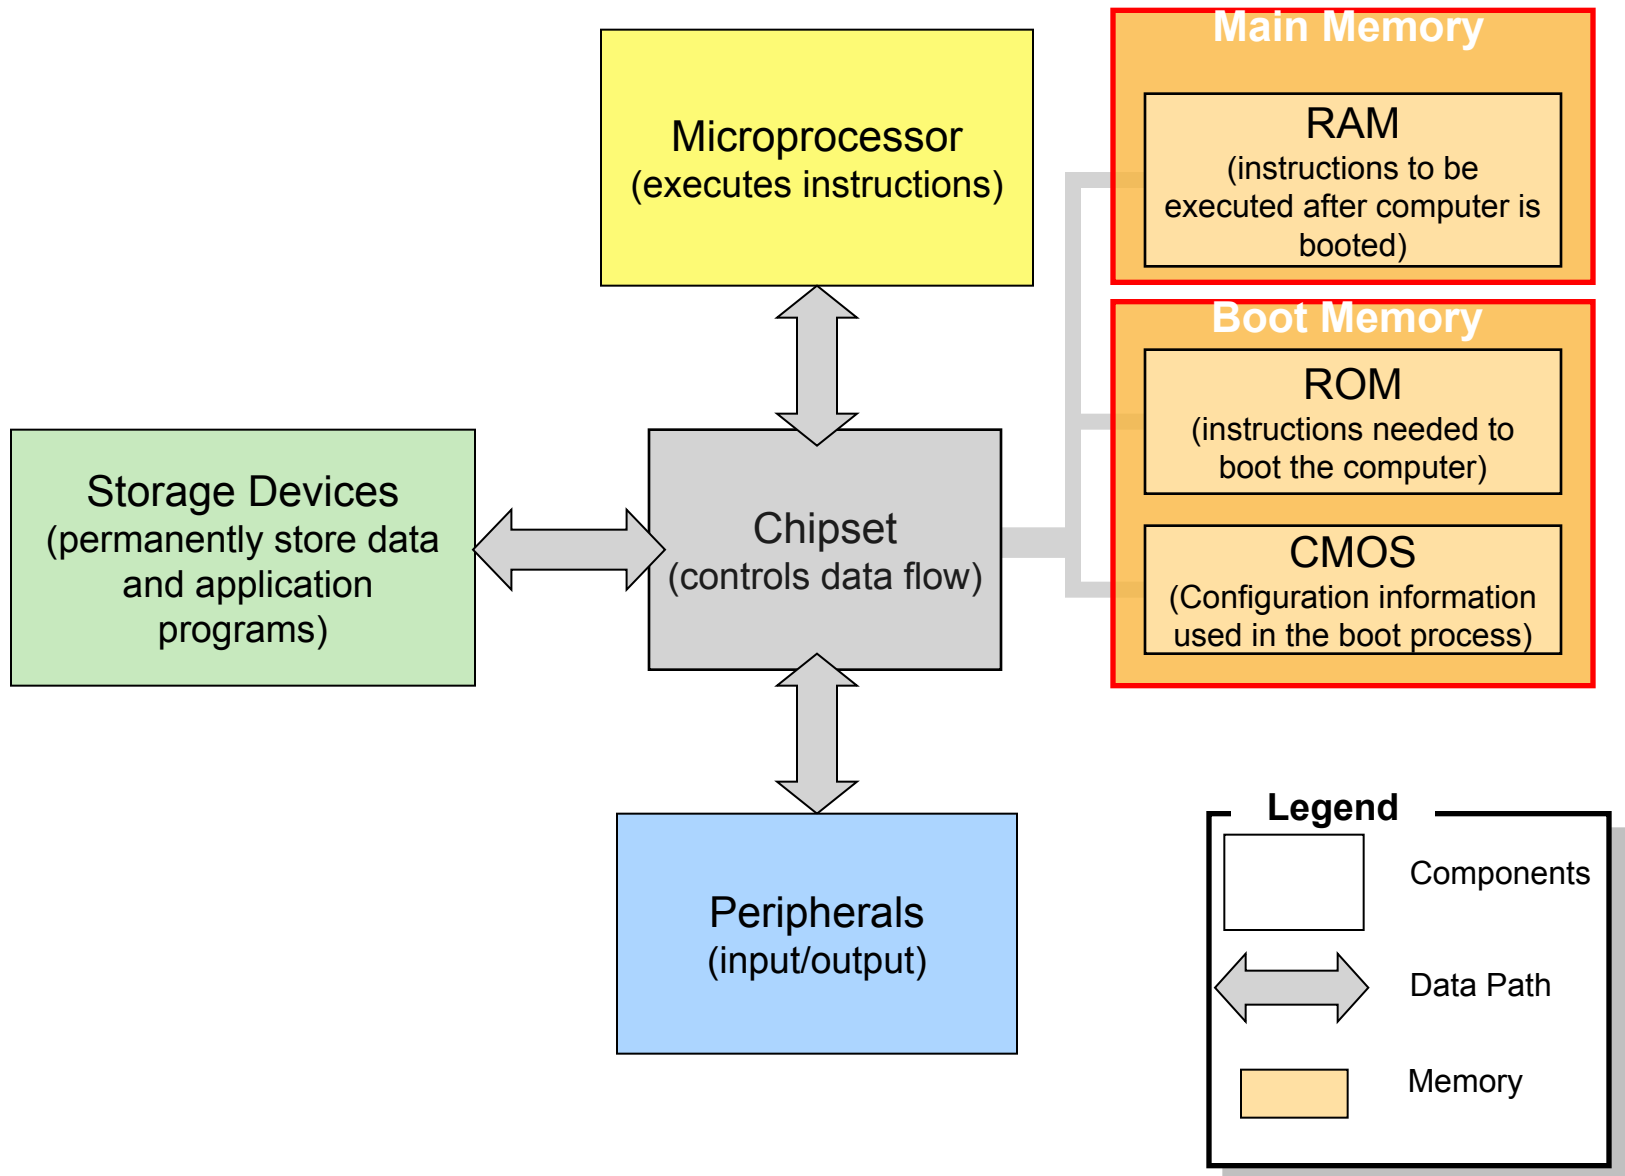 Microprocessor
(executes instructions)
Main Memory
RAM
(instructions to be
executed after computer is
booted)
Boot Memory
ROM
(instructions needed to
boot the computer)
CMOS
(Configuration information
used in the boot process)
Storage Devices
(permanently store data
and application
programs)
Chipset
(controls data flow)
Peripherals
(input/output)
Legend
Components
Data Path
Memory